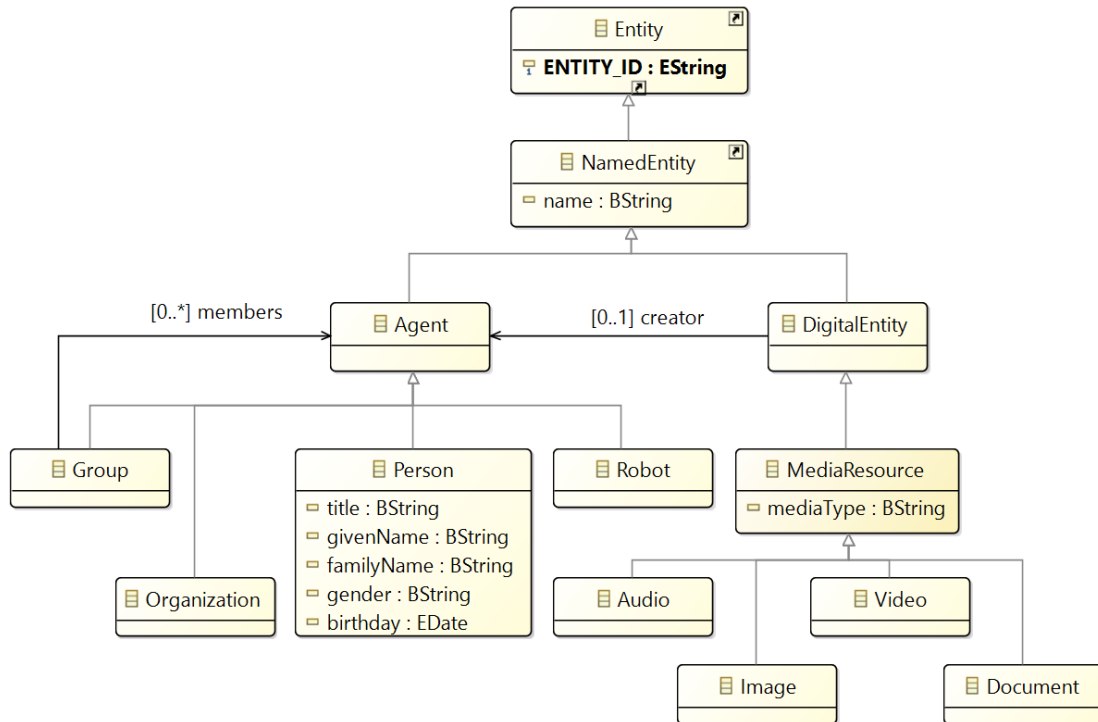 Entity
1 ENTITY_ID : EString
NamedEntity
name : BString
[0..*] members
Agent
[0..1] creator
DigitalEntity
Group
Person
title : BString
givenName : BString
familyName : BString
gender : BString
birthday : EDate
Robot
MediaResource
mediaType : BString
Organization
Audio
Video
Image
Document